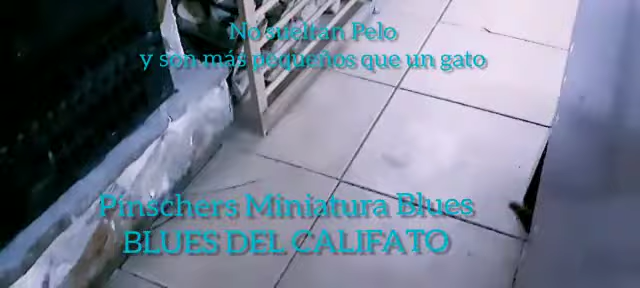 No sueltan Pelo
y son más pequeños que un gato
Pinschers Miniatura Blues
BLUES DEL CALIFATO